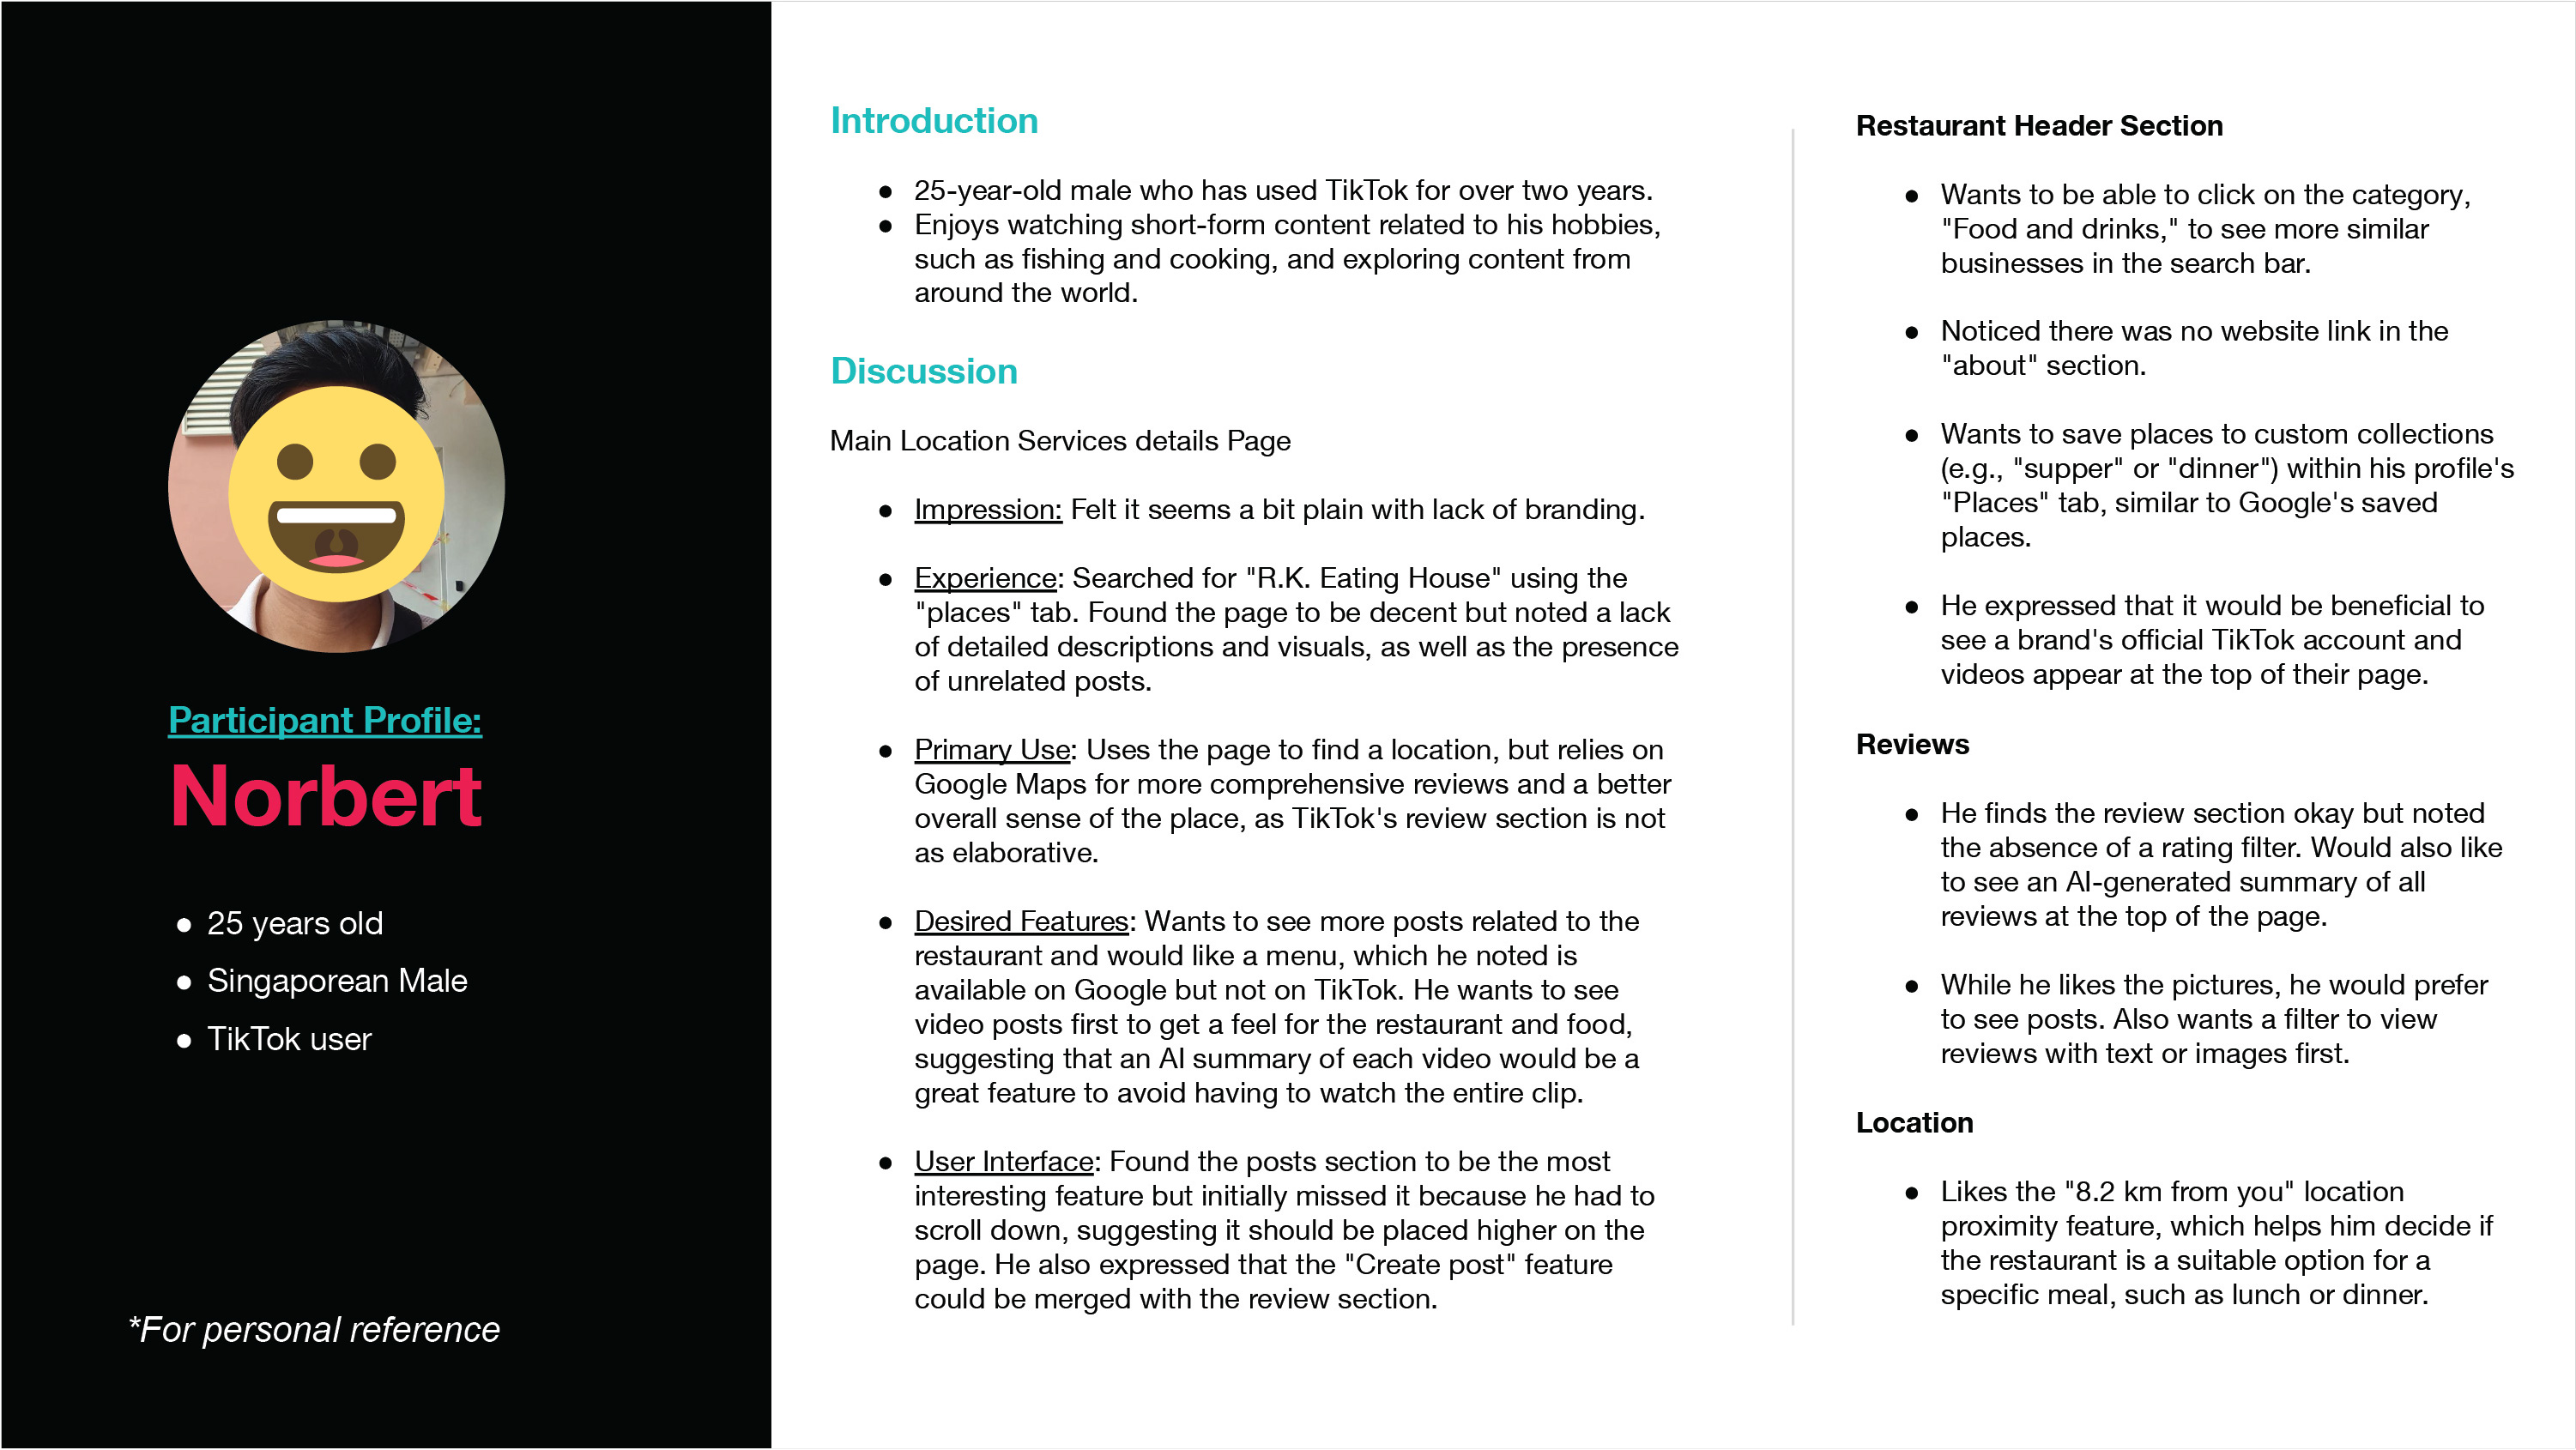 Participant Profile:
Norbert
● 25 years old
● Singaporean Male
● TikTok user
*For personal reference
Introduction
● 25-year-old male who has used TikTok for over two years.
● Enjoys watching short-form content related to his hobbies,
such as fishing and cooking, and exploring content from
around the world.
Discussion
Main Location Services details Page
● Impression: Felt it seems a bit plain with lack of branding.
● Experience: Searched for "R.K. Eating House" using the
"places" tab. Found the page to be decent but noted a lack
of detailed descriptions and visuals, as well as the presence
of unrelated posts.
● Primary Use: Uses the page to find a location, but relies on
Google Maps for more comprehensive reviews and a better
overall sense of the place, as TikTok's review section is not
as elaborative.
● Desired Features: Wants to see more posts related to the
restaurant and would like a menu, which he noted is
available on Google but not on TikTok. He wants to see
video posts first to get a feel for the restaurant and food,
suggesting that an AI summary of each video would be a
great feature to avoid having to watch the entire clip.
● User Interface: Found the posts section to be the most
interesting feature but initially missed it because he had to
scroll down, suggesting it should be placed higher on the
page. He also expressed that the "Create post" feature
could be merged with the review section.
Restaurant Header Section
● Wants to be able to click on the category,
"Food and drinks," to see more similar
businesses in the search bar.
● Noticed there was no website link in the
"about" section.
● Wants to save places to custom collections
(e.g., "supper" or "dinner") within his profile's
"Places" tab, similar to Google's saved
places.
● He expressed that it would be beneficial to
see a brand's official TikTok account and
videos appear at the top of their page.
Reviews
● He finds the review section okay but noted
the absence of a rating filter. Would also like
to see an AI-generated summary of all
reviews at the top of the page.
● While he likes the pictures, he would prefer
to see posts. Also wants a filter to view
reviews with text or images first.
Location
● Likes the "8.2 km from you" location
proximity feature, which helps him decide if
the restaurant is a suitable option for a
specific meal, such as lunch or dinner.